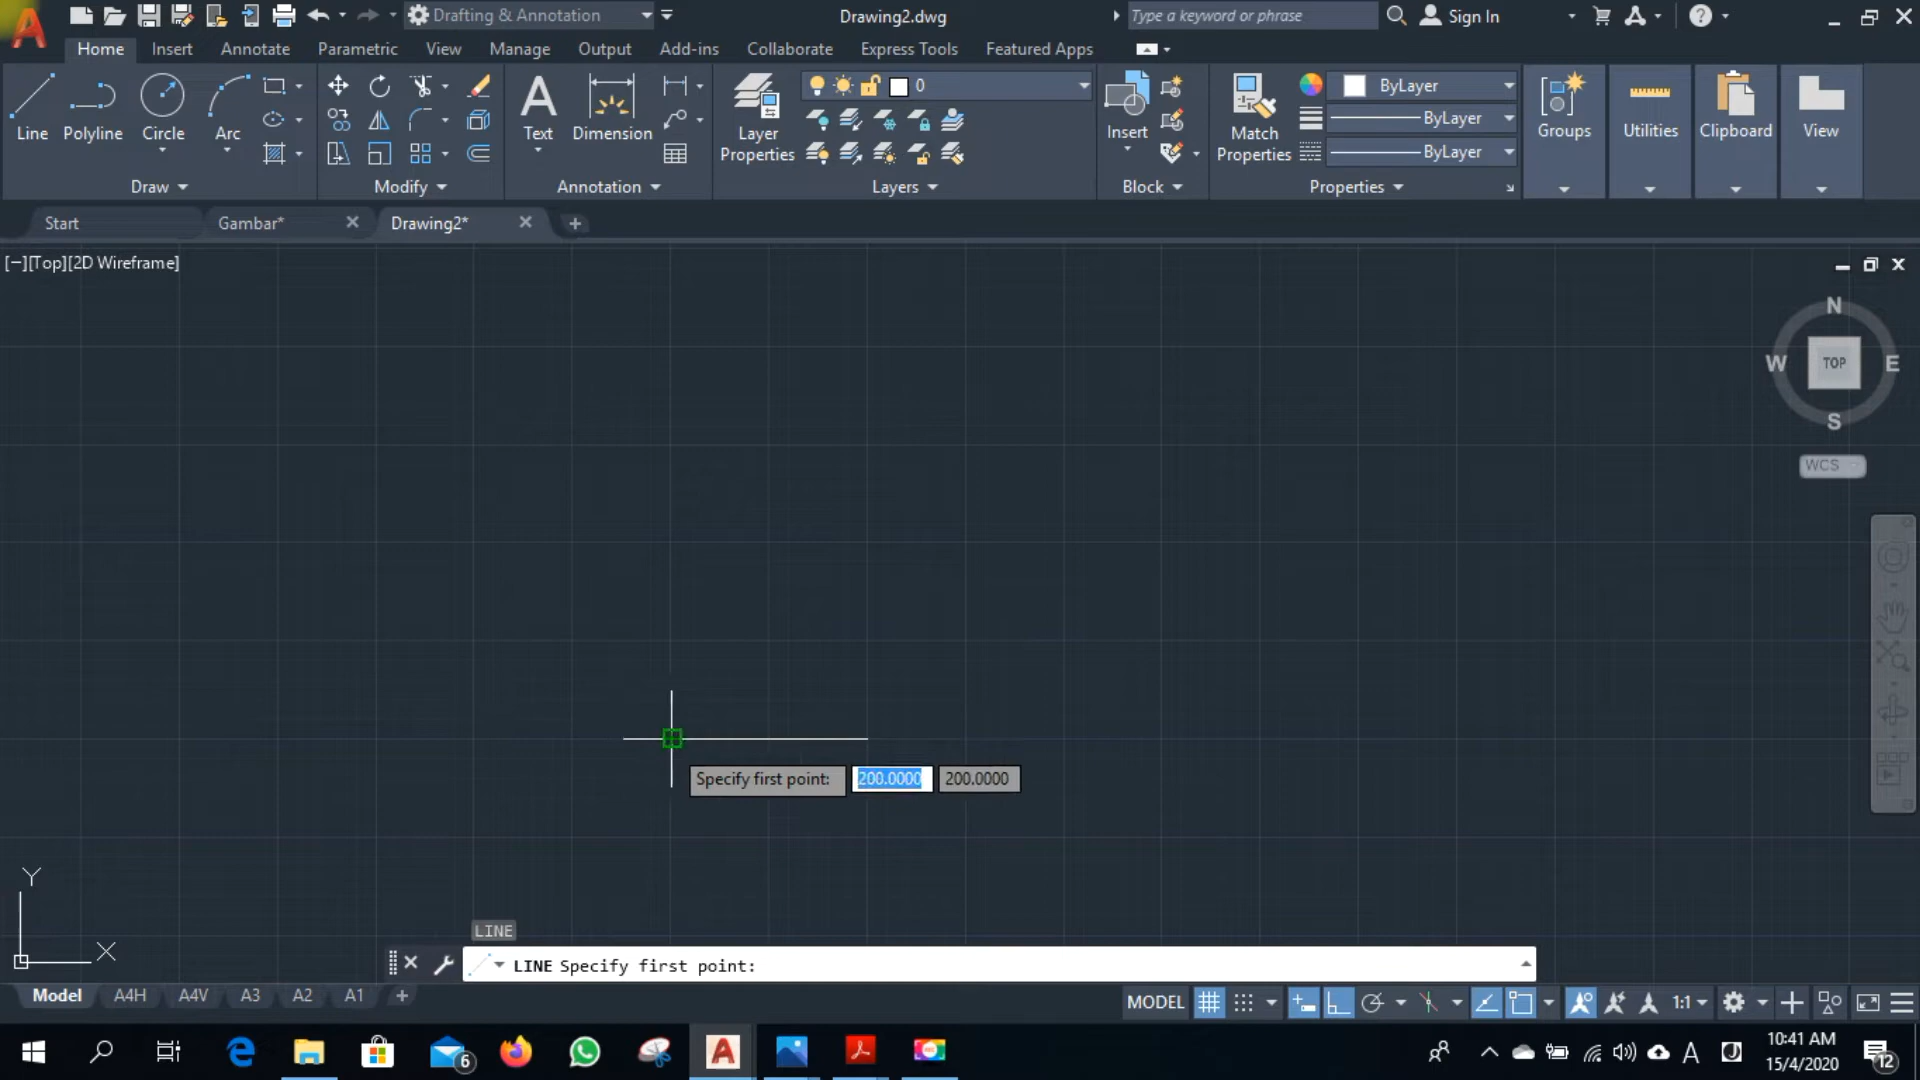 Drafting & Annotation
Drawing2.dwg
Type a keyword or phrase
Sign In
?
Home
Insert
Annotate
Parametric
View
Manage
Output
Add-ins
Collaborate
Express Tools
Featured Apps
Line
Polyline
Circle
Arc
Text
Dimension
Layer Properties
0
Insert
Match Properties
ByLayer
ByLayer
ByLayer
Groups
Utilities
Clipboard
View
Draw
Modify
Annotation
Layers
Block
Properties
Start
Gambar*
Drawing2*
[−][Top][2D Wireframe]
N
W
TOP
E
S
WCS
Specify first point:
200.0000
200.0000
Y
X
LINE
LINE Specify first point:
Model
A4H
A4V
A3
A2
A1
MODEL
1:1
6
10:41 AM
15/4/2020
12